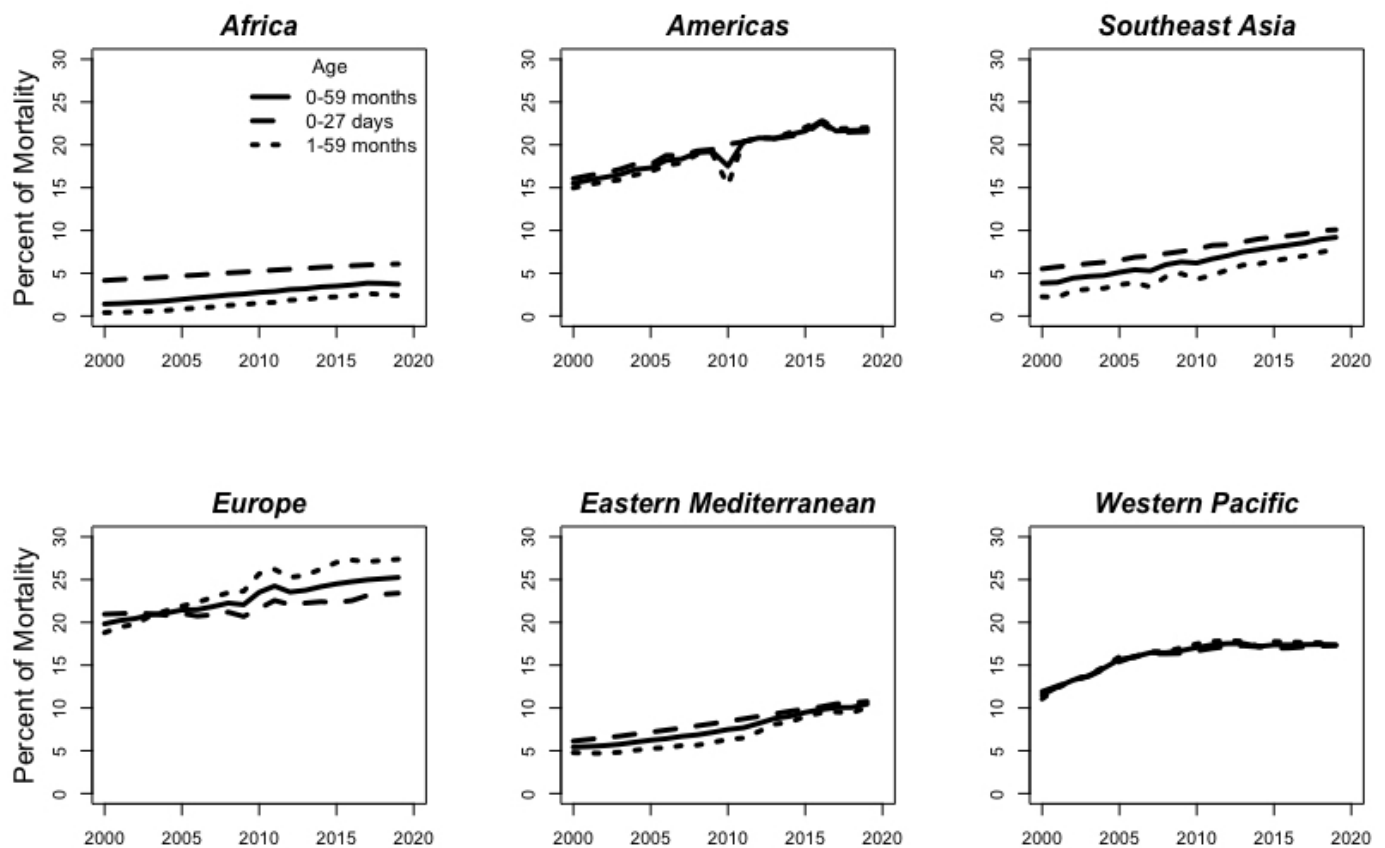 Africa
Americas
Southeast Asia
Percent of Mortality
30
25
20
15
10
5
0
Age
0-59 months
0-27 days
1-59 months
2000 2005 2010 2015 2020
30
25
20
15
10
5
0
2000 2005 2010 2015 2020
30
25
20
15
10
5
0
2000 2005 2010 2015 2020
Europe
Eastern Mediterranean
Western Pacific
Percent of Mortality
30
25
20
15
10
5
0
2000 2005 2010 2015 2020
30
25
20
15
10
5
0
2000 2005 2010 2015 2020
30
25
20
15
10
5
0
2000 2005 2010 2015 2020